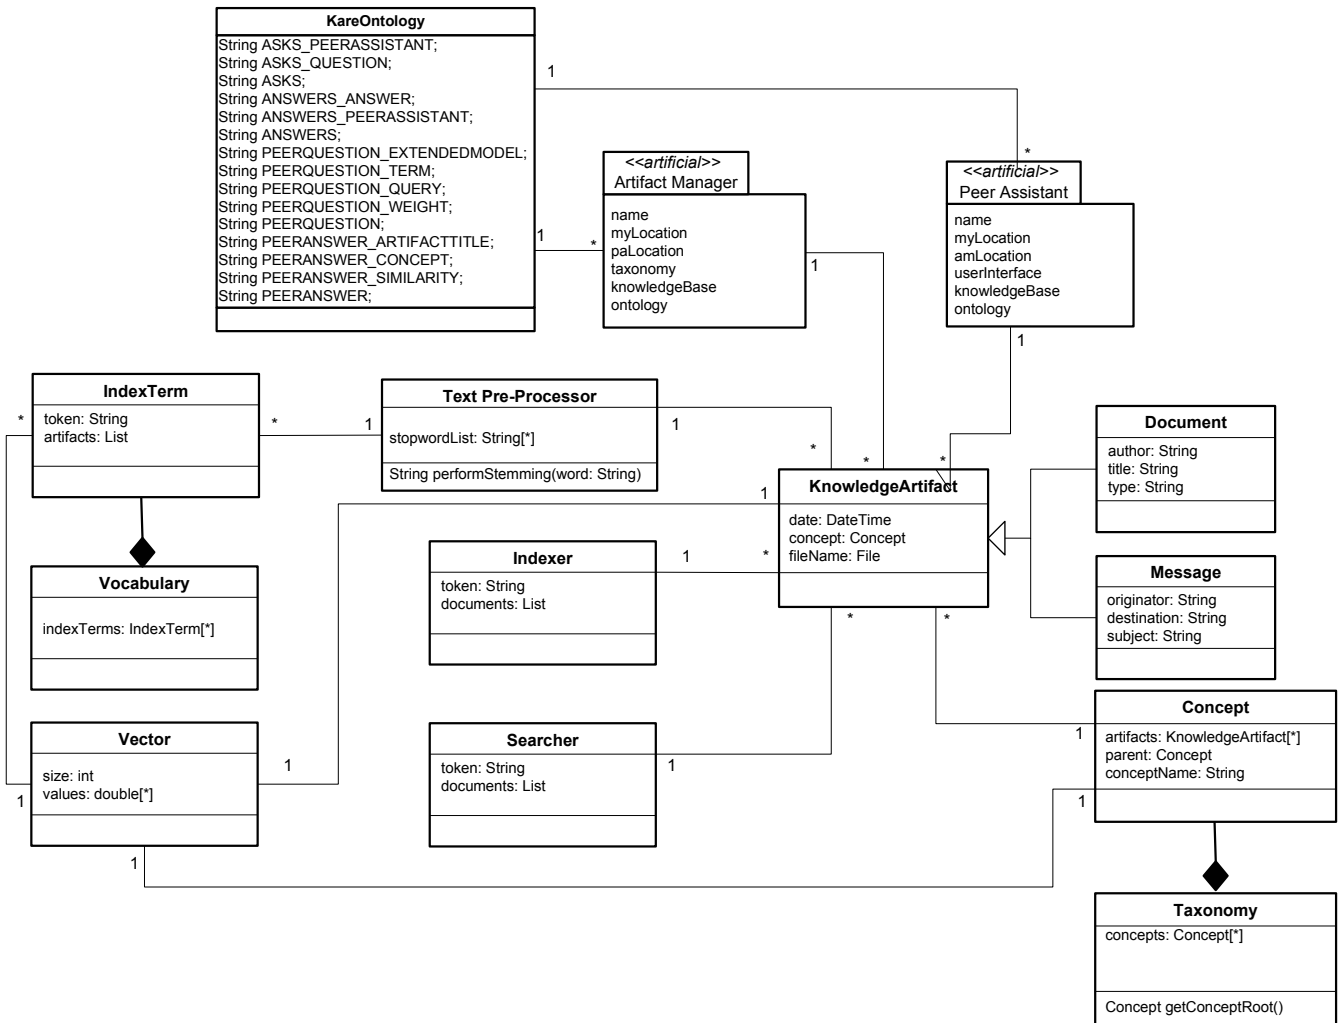 KareOntology
String ASKS_PEERASSISTANT;
String ASKS_QUESTION;
String ASKS;
String ANSWERS_ANSWER;
String ANSWERS_PEERASSISTANT;
String ANSWERS;
String PEERQUESTION_EXTENDEDMODEL;
String PEERQUESTION_TERM;
String PEERQUESTION_QUERY;
String PEERQUESTION_WEIGHT;
String PEERQUESTION;
String PEERANSWER_ARTIFACTTITLE;
String PEERANSWER_CONCEPT;
String PEERANSWER_SIMILARITY;
String PEERANSWER;
1
*
1
*
<<artificial>>
Artifact Manager
name
myLocation
paLocation
taxonomy
knowledgeBase
ontology
1
*
<<artificial>>
Peer Assistant
name
myLocation
amLocation
userInterface
knowledgeBase
ontology
1
*
IndexTerm
token: String
artifacts: List
*
*
1
Text Pre-Processor
stopwordList: String[*]
String performStemming(word: String)
1
*
KnowledgeArtifact
date: DateTime
concept: Concept
fileName: File
1
Document
author: String
title: String
type: String
Message
originator: String
destination: String
subject: String
Indexer
token: String
documents: List
1
*
Vocabulary
indexTerms: IndexTerm[*]
Vector
size: int
values: double[*]
1
1
1
Searcher
token: String
documents: List
1
*
*
Concept
artifacts: KnowledgeArtifact[*]
parent: Concept
conceptName: String
1
1
Taxonomy
concepts: Concept[*]
Concept getConceptRoot()